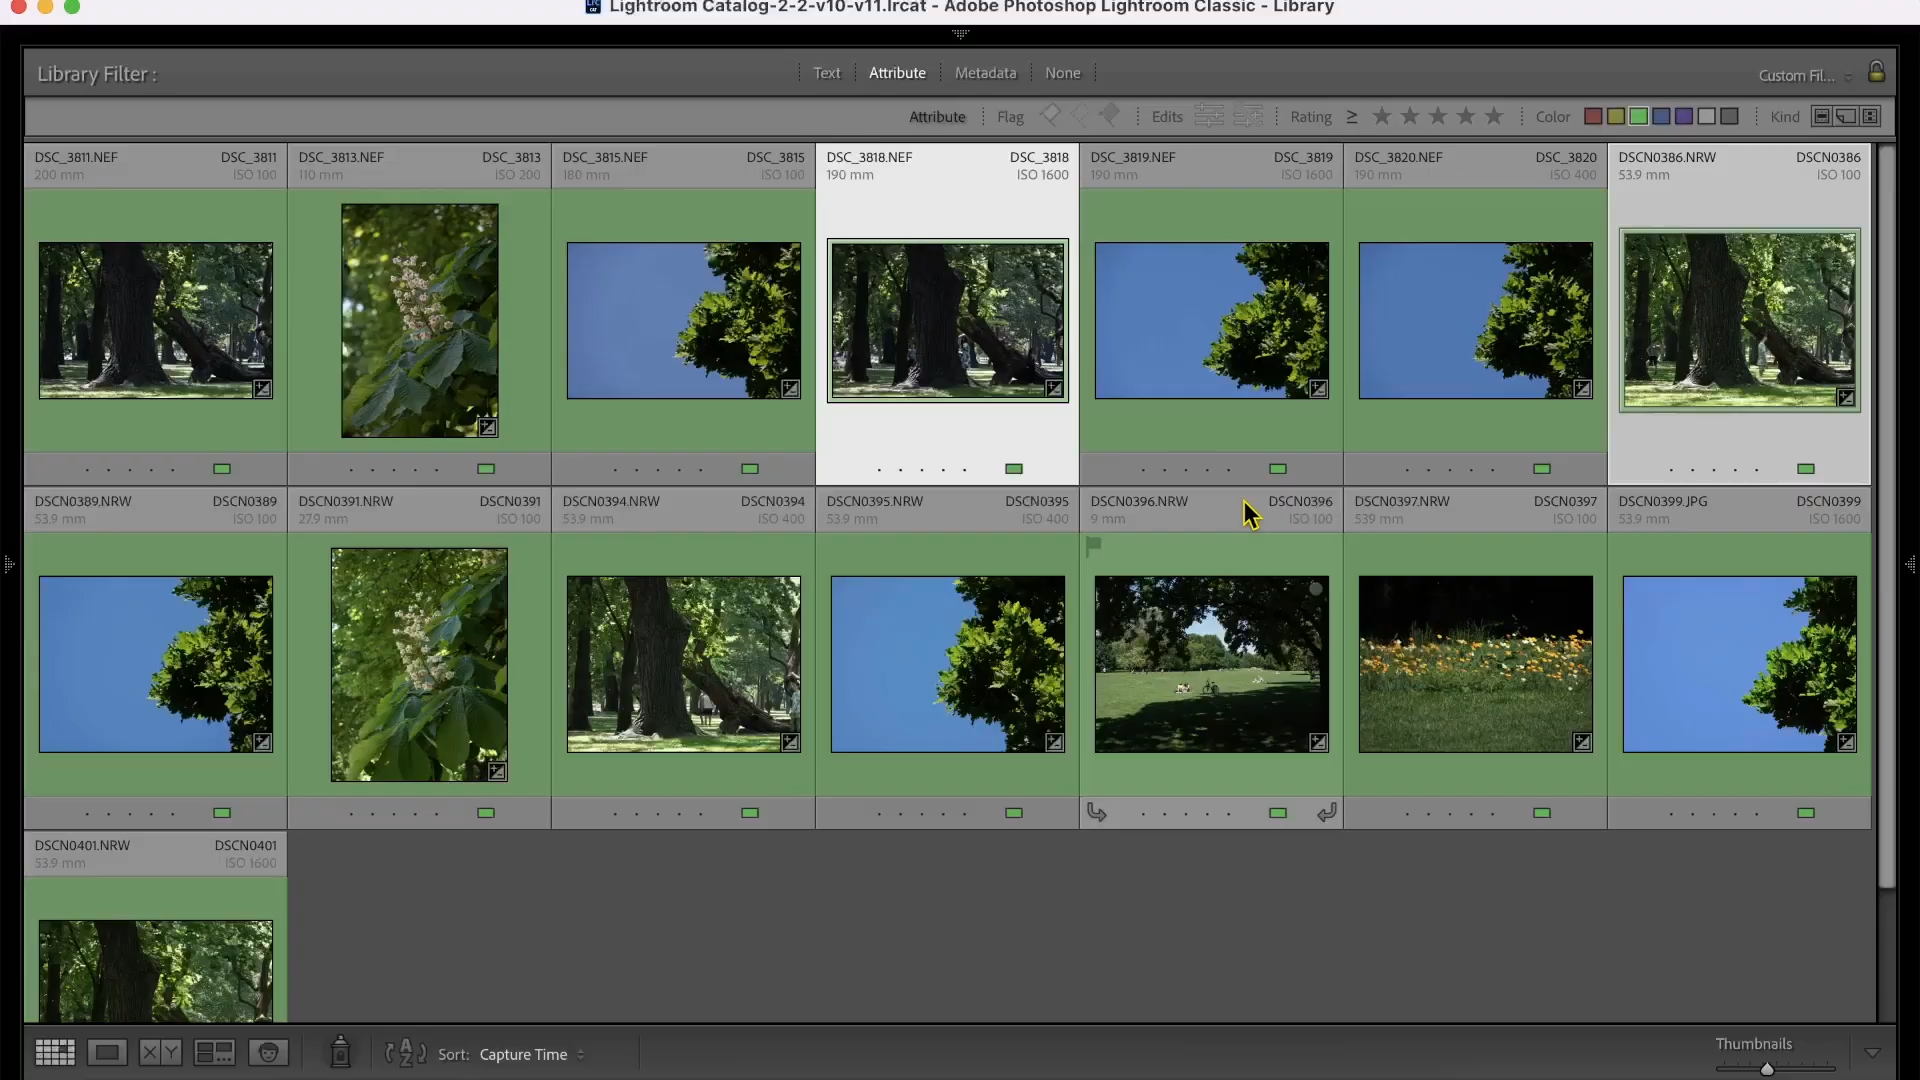 Lightroom Catalog-2-2-v10-v11.lrcat - Adobe Photoshop Lightroom Classic - Library
Library Filter :
Text Attribute Metadata None
Custom Fil...
Attribute Flag Edits Rating ≥ Color Kind
DSC_3811.NEF DSC_3811 DSC_3813.NEF DSC_3813 DSC_3815.NEF DSC_3815 DSC_3818.NEF DSC_3818 DSC_3819.NEF DSC_3819 DSC_3820.NEF DSC_3820 DSCN0386.NRW DSCN0386
200 mm ISO 100 110 mm ISO 200 180 mm ISO 100 190 mm ISO 1600 190 mm ISO 1600 190 mm ISO 400 53.9 mm ISO 100
DSCN0389.NRW DSCN0389 DSCN0391.NRW DSCN0391 DSCN0394.NRW DSCN0394 DSCN0395.NRW DSCN0395 DSCN0396.NRW DSCN0396 DSCN0397.NRW DSCN0397 DSCN0399.JPG DSCN0399
53.9 mm ISO 100 27.9 mm ISO 100 53.9 mm ISO 400 53.9 mm ISO 400 9 mm ISO 100 539 mm ISO 100 53.9 mm ISO 1600
DSCN0401.NRW DSCN0401
53.9 mm ISO 1600
X Y
Sort: Capture Time
Thumbnails